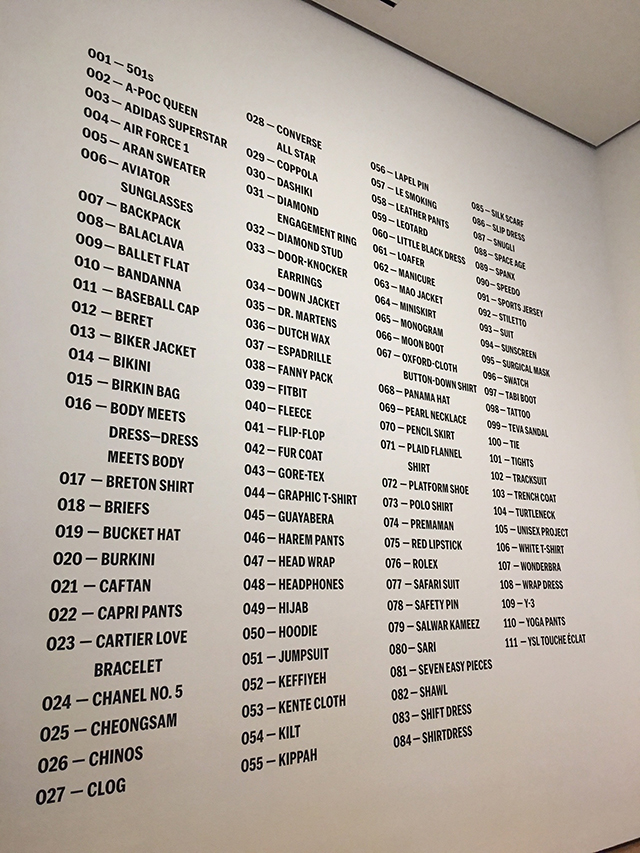 001 — 501s
002 — A-POC QUEEN
003 — ADIDAS SUPERSTAR
004 — AIR FORCE 1
005 — ARAN SWEATER
006 — AVIATOR
SUNGLASSES
007 — BACKPACK
008 — BALACLAVA
009 — BALLET FLAT
010 — BANDANNA
011 — BASEBALL CAP
012 — BERET
013 — BIKER JACKET
014 — BIKINI
015 — BIRKIN BAG
016 — BODY MEETS
DRESS—DRESS
MEETS BODY
017 — BRETON SHIRT
018 — BRIEFS
019 — BUCKET HAT
020 — BURKINI
021 — CAFTAN
022 — CAPRI PANTS
023 — CARTIER LOVE
BRACELET
024 — CHANEL NO. 5
025 — CHEONGSAM
026 — CHINOS
027 — CLOG
028 — CONVERSE
ALL STAR
029 — COPPOLA
030 — DASHIKI
031 — DIAMOND
ENGAGEMENT RING
032 — DIAMOND STUD
033 — DOOR-KNOCKER
EARRINGS
034 — DOWN JACKET
035 — DR. MARTENS
036 — DUTCH WAX
037 — ESPADRILLE
038 — FANNY PACK
039 — FITBIT
040 — FLEECE
041 — FLIP-FLOP
042 — FUR COAT
043 — GORE-TEX
044 — GRAPHIC T-SHIRT
045 — GUAYABERA
046 — HAREM PANTS
047 — HEAD WRAP
048 — HEADPHONES
049 — HIJAB
050 — HOODIE
051 — JUMPSUIT
052 — KEFFIYEH
053 — KENTE CLOTH
054 — KILT
055 — KIPPAH
056 — LAPEL PIN
057 — LE SMOKING
058 — LEATHER PANTS
059 — LEOTARD
060 — LITTLE BLACK DRESS
061 — LOAFER
062 — MANICURE
063 — MAO JACKET
064 — MINISKIRT
065 — MONOGRAM
066 — MOON BOOT
067 — OXFORD-CLOTH
BUTTON-DOWN SHIRT
068 — PANAMA HAT
069 — PEARL NECKLACE
070 — PENCIL SKIRT
071 — PLAID FLANNEL
SHIRT
072 — PLATFORM SHOE
073 — POLO SHIRT
074 — PREMAMAN
075 — RED LIPSTICK
076 — ROLEX
077 — SAFARI SUIT
078 — SAFETY PIN
079 — SALWAR KAMEEZ
080 — SARI
081 — SEVEN EASY PIECES
082 — SHAWL
083 — SHIFT DRESS
084 — SHIRTDRESS
085 — SILK SCARF
086 — SLIP DRESS
087 — SNUGLI
088 — SPACE AGE
089 — SPANX
090 — SPEEDO
091 — SPORTS JERSEY
092 — STILETTO
093 — SUIT
094 — SUNSCREEN
095 — SURGICAL MASK
096 — SWATCH
097 — TABI BOOT
098 — TATTOO
099 — TEVA SANDAL
100 — TIE
101 — TIGHTS
102 — TRACKSUIT
103 — TRENCH COAT
104 — TURTLENECK
105 — UNISEX PROJECT
106 — WHITE T-SHIRT
107 — WONDERBRA
108 — WRAP DRESS
109 — Y-3
110 — YOGA PANTS
111 — YSL TOUCHE ÉCLAT